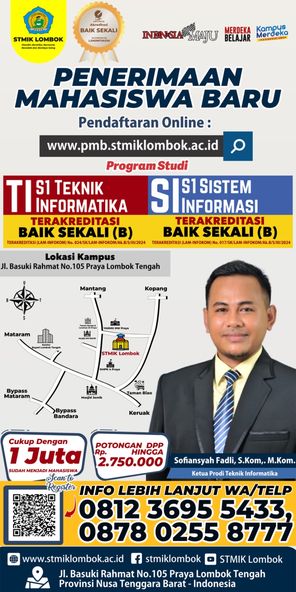 STMIK LOMBOK
BAIK SEKALI
INDONESIA MAJU
MERDEKA BELAJAR
Kampus Merdeka
PENERIMAAN
MAHASISWA BARU
Pendaftaran Online :
www.pmb.stmiklombok.ac.id
Program Studi
TI S1 TEKNIK INFORMATIKA
TERAKREDITASI
BAIK SEKALI (B)
SI S1 SISTEM INFORMASI
TERAKREDITASI
BAIK SEKALI (B)
Lokasi Kampus
JL. Basuki Rahmat No.105 Praya Lombok Tengah
Mantang
Kopang
Mataram
STMIK Lombok
Bypass Mataram
Masjid Jamik
Taman Biao
Bypass Bandara
Keruak
Cukup Dengan
1 Juta
SUDAH MENJADI MAHASISWA
POTONGAN DPP
Rp. HINGGA
2.750.000
Sofiansyah Fadli, S.Kom,. M.Kom.
Ketua Prodi Teknik Informatika
Scan to Register
INFO LEBIH LANJUT WA/TELP
0812 3695 5433,
0878 0255 8777
www.stmiklombok.ac.id
stmiklombok
STMIK Lombok
Jl. Basuki Rahmat No.105 Praya Lombok Tengah
Provinsi Nusa Tenggara Barat - Indonesia